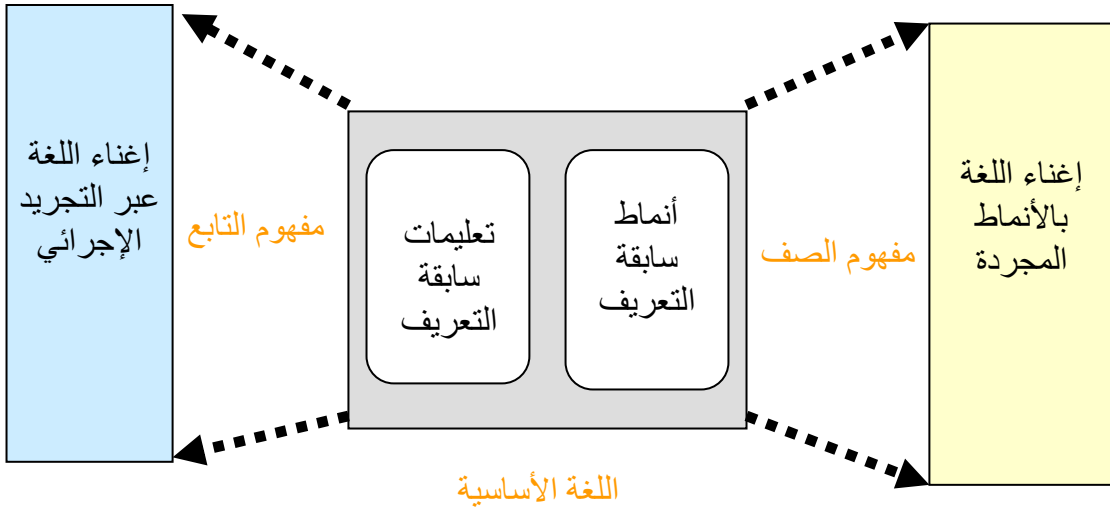 إغناء اللغة
بالأنماط
المجردة
مفهوم الصف
أنماط
سابقة
التعريف
تعليمات
سابقة
التعريف
مفهوم التابع
إغناء اللغة
عبر التجريد
الإجرائي
اللغة الأساسية